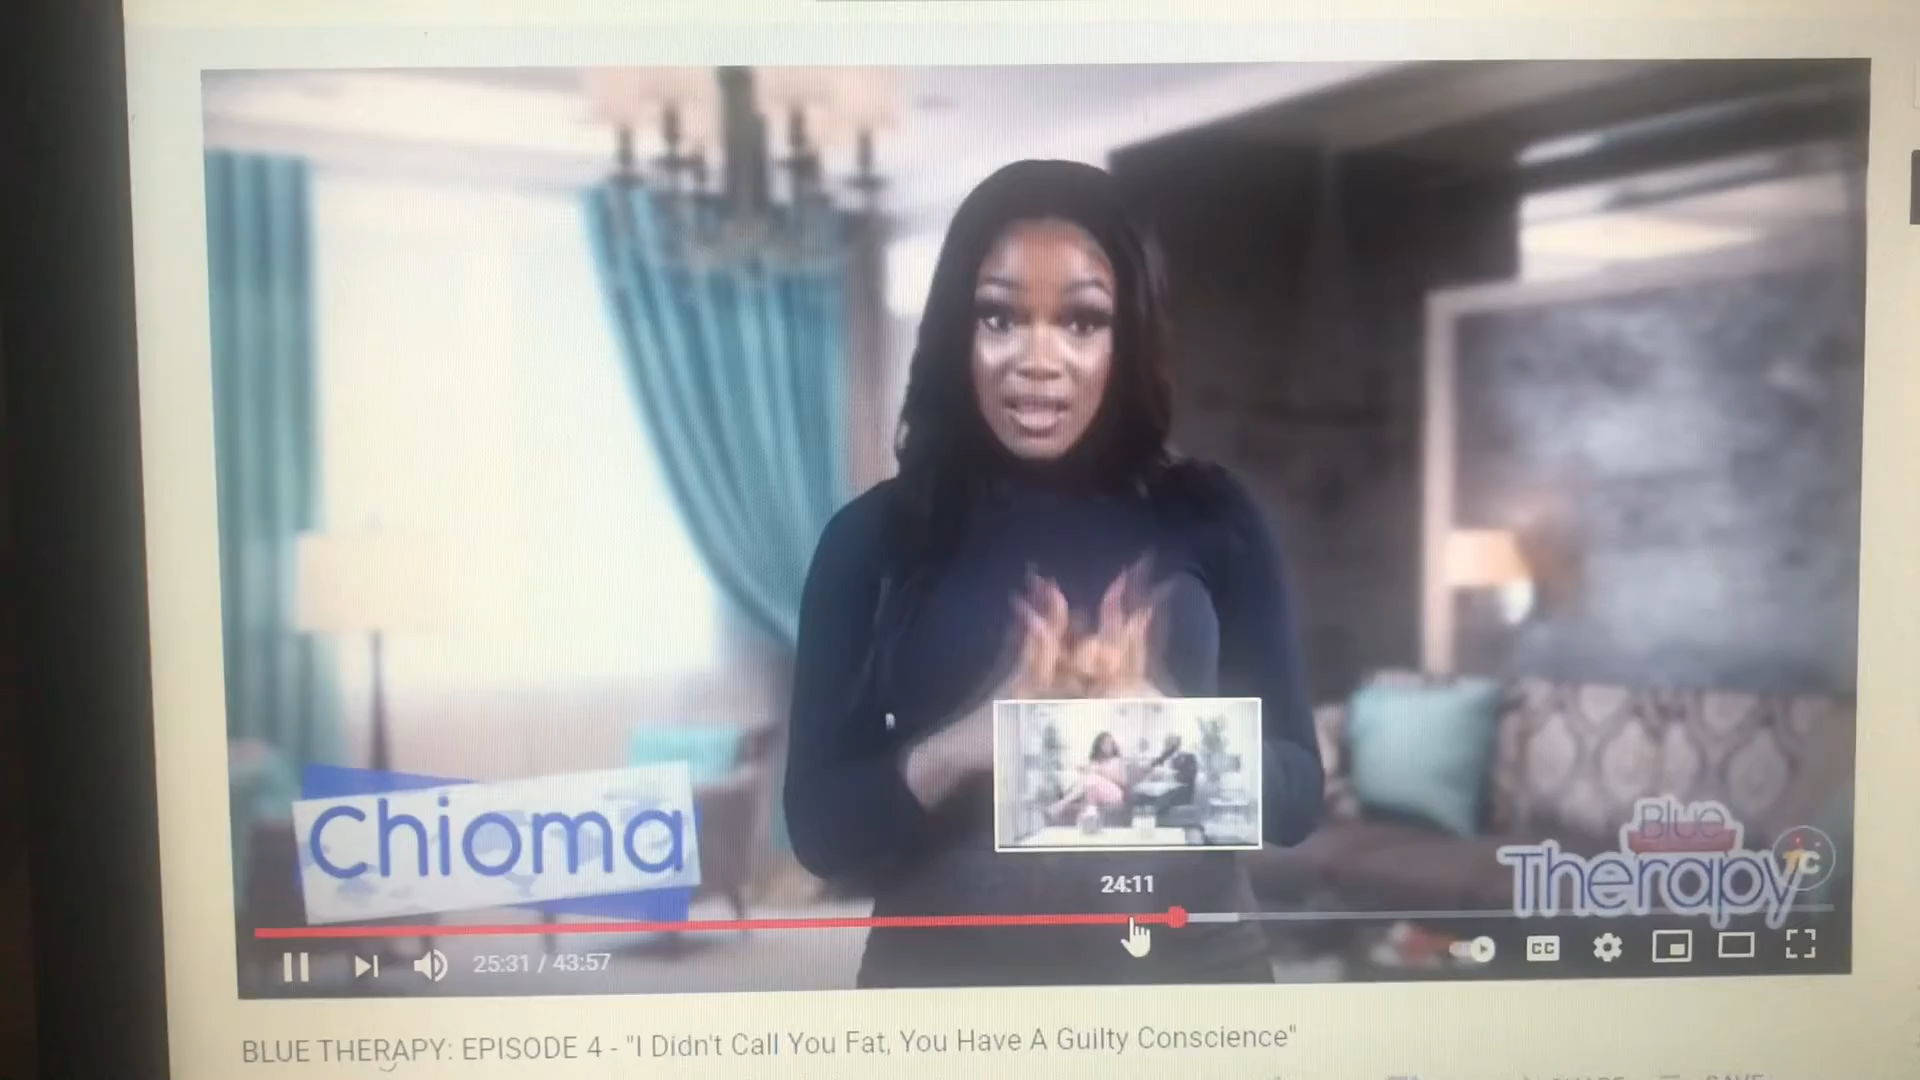 Chioma
Blue
Therapy
TC
24:11
25:31 / 43:57
CC
BLUE THERAPY: EPISODE 4 - "I Didn't Call You Fat, You Have A Guilty Conscience"